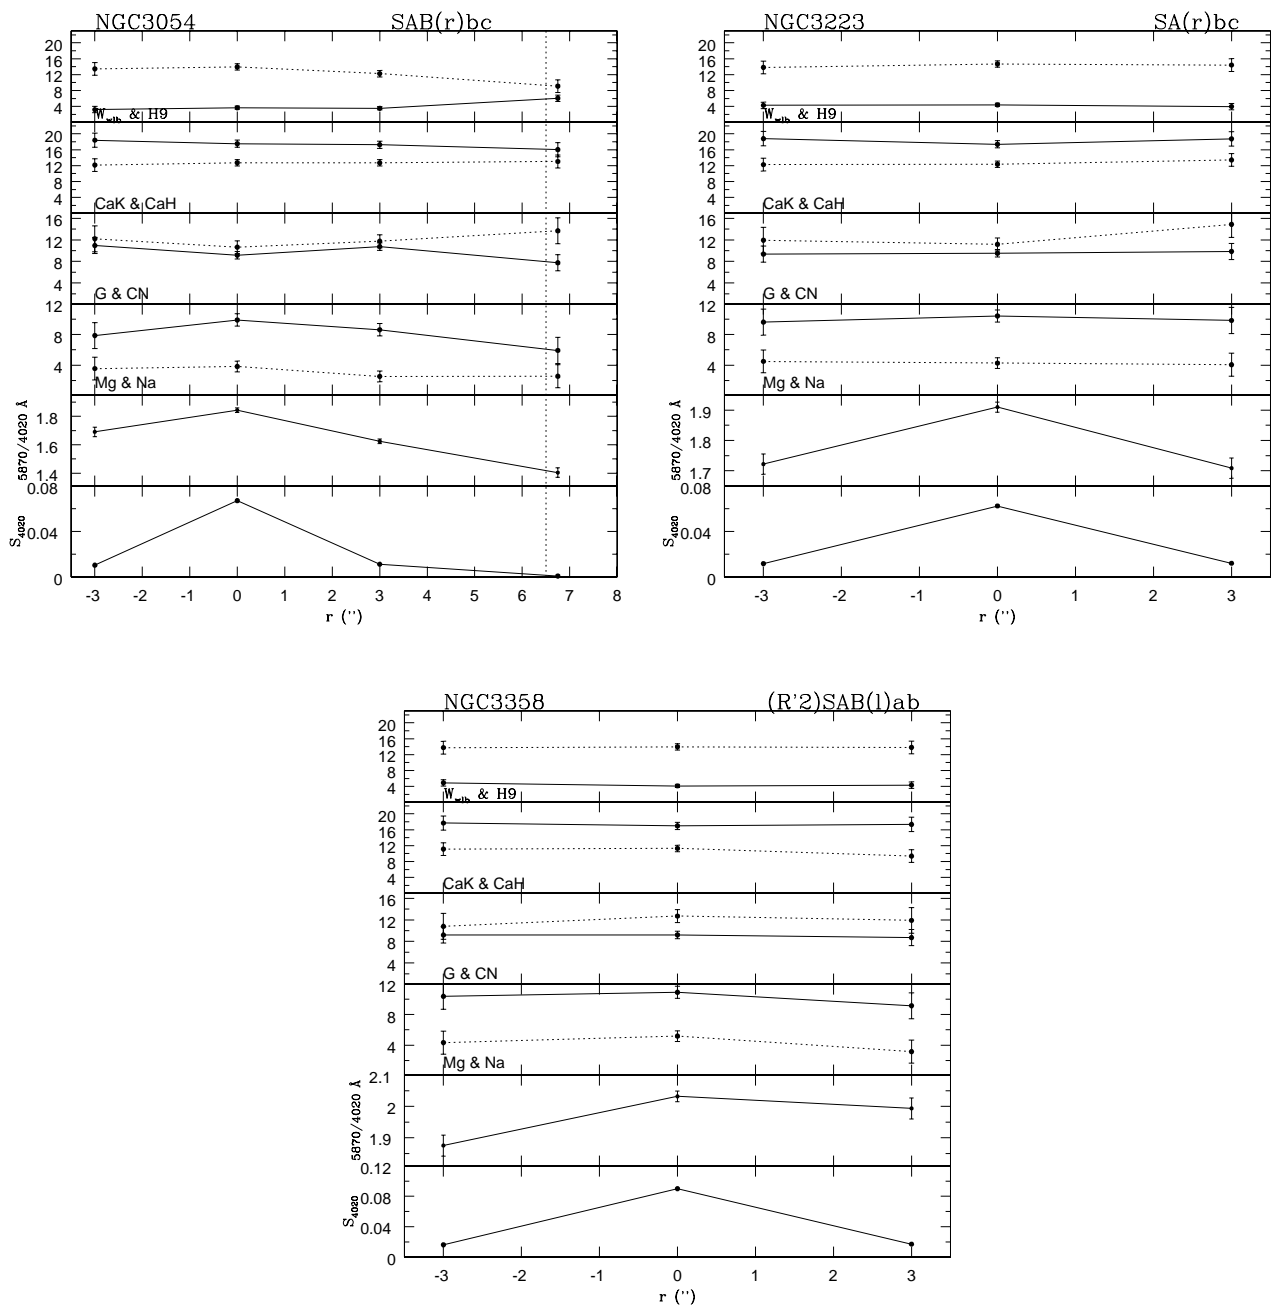 NGC3054 SAB(r)bc
20
16
12
8
4
W_wlb & H9
20
16
12
8
4
CaK & CaH
16
12
8
4
G & CN
12
8
4
Mg & Na
5870/4020 Å
1.8
1.6
1.4
S4020
0.08
0.04
0
-3 -2 -1 0 1 2 3 4 5 6 7 8
r ('')
NGC3223 SA(r)bc
20
16
12
8
4
W_wlb & H9
20
16
12
8
4
CaK & CaH
16
12
8
4
G & CN
12
8
4
Mg & Na
5870/4020 Å
1.9
1.8
1.7
S4020
0.08
0.04
0
-3 -2 -1 0 1 2 3
r ('')
NGC3358 (R'2)SAB(l)ab
20
16
12
8
4
W_wlb & H9
20
16
12
8
4
CaK & CaH
16
12
8
4
G & CN
12
8
4
Mg & Na
5870/4020 Å
2.1
2
1.9
S4020
0.12
0.08
0.04
0
-3 -2 -1 0 1 2 3
r ('')